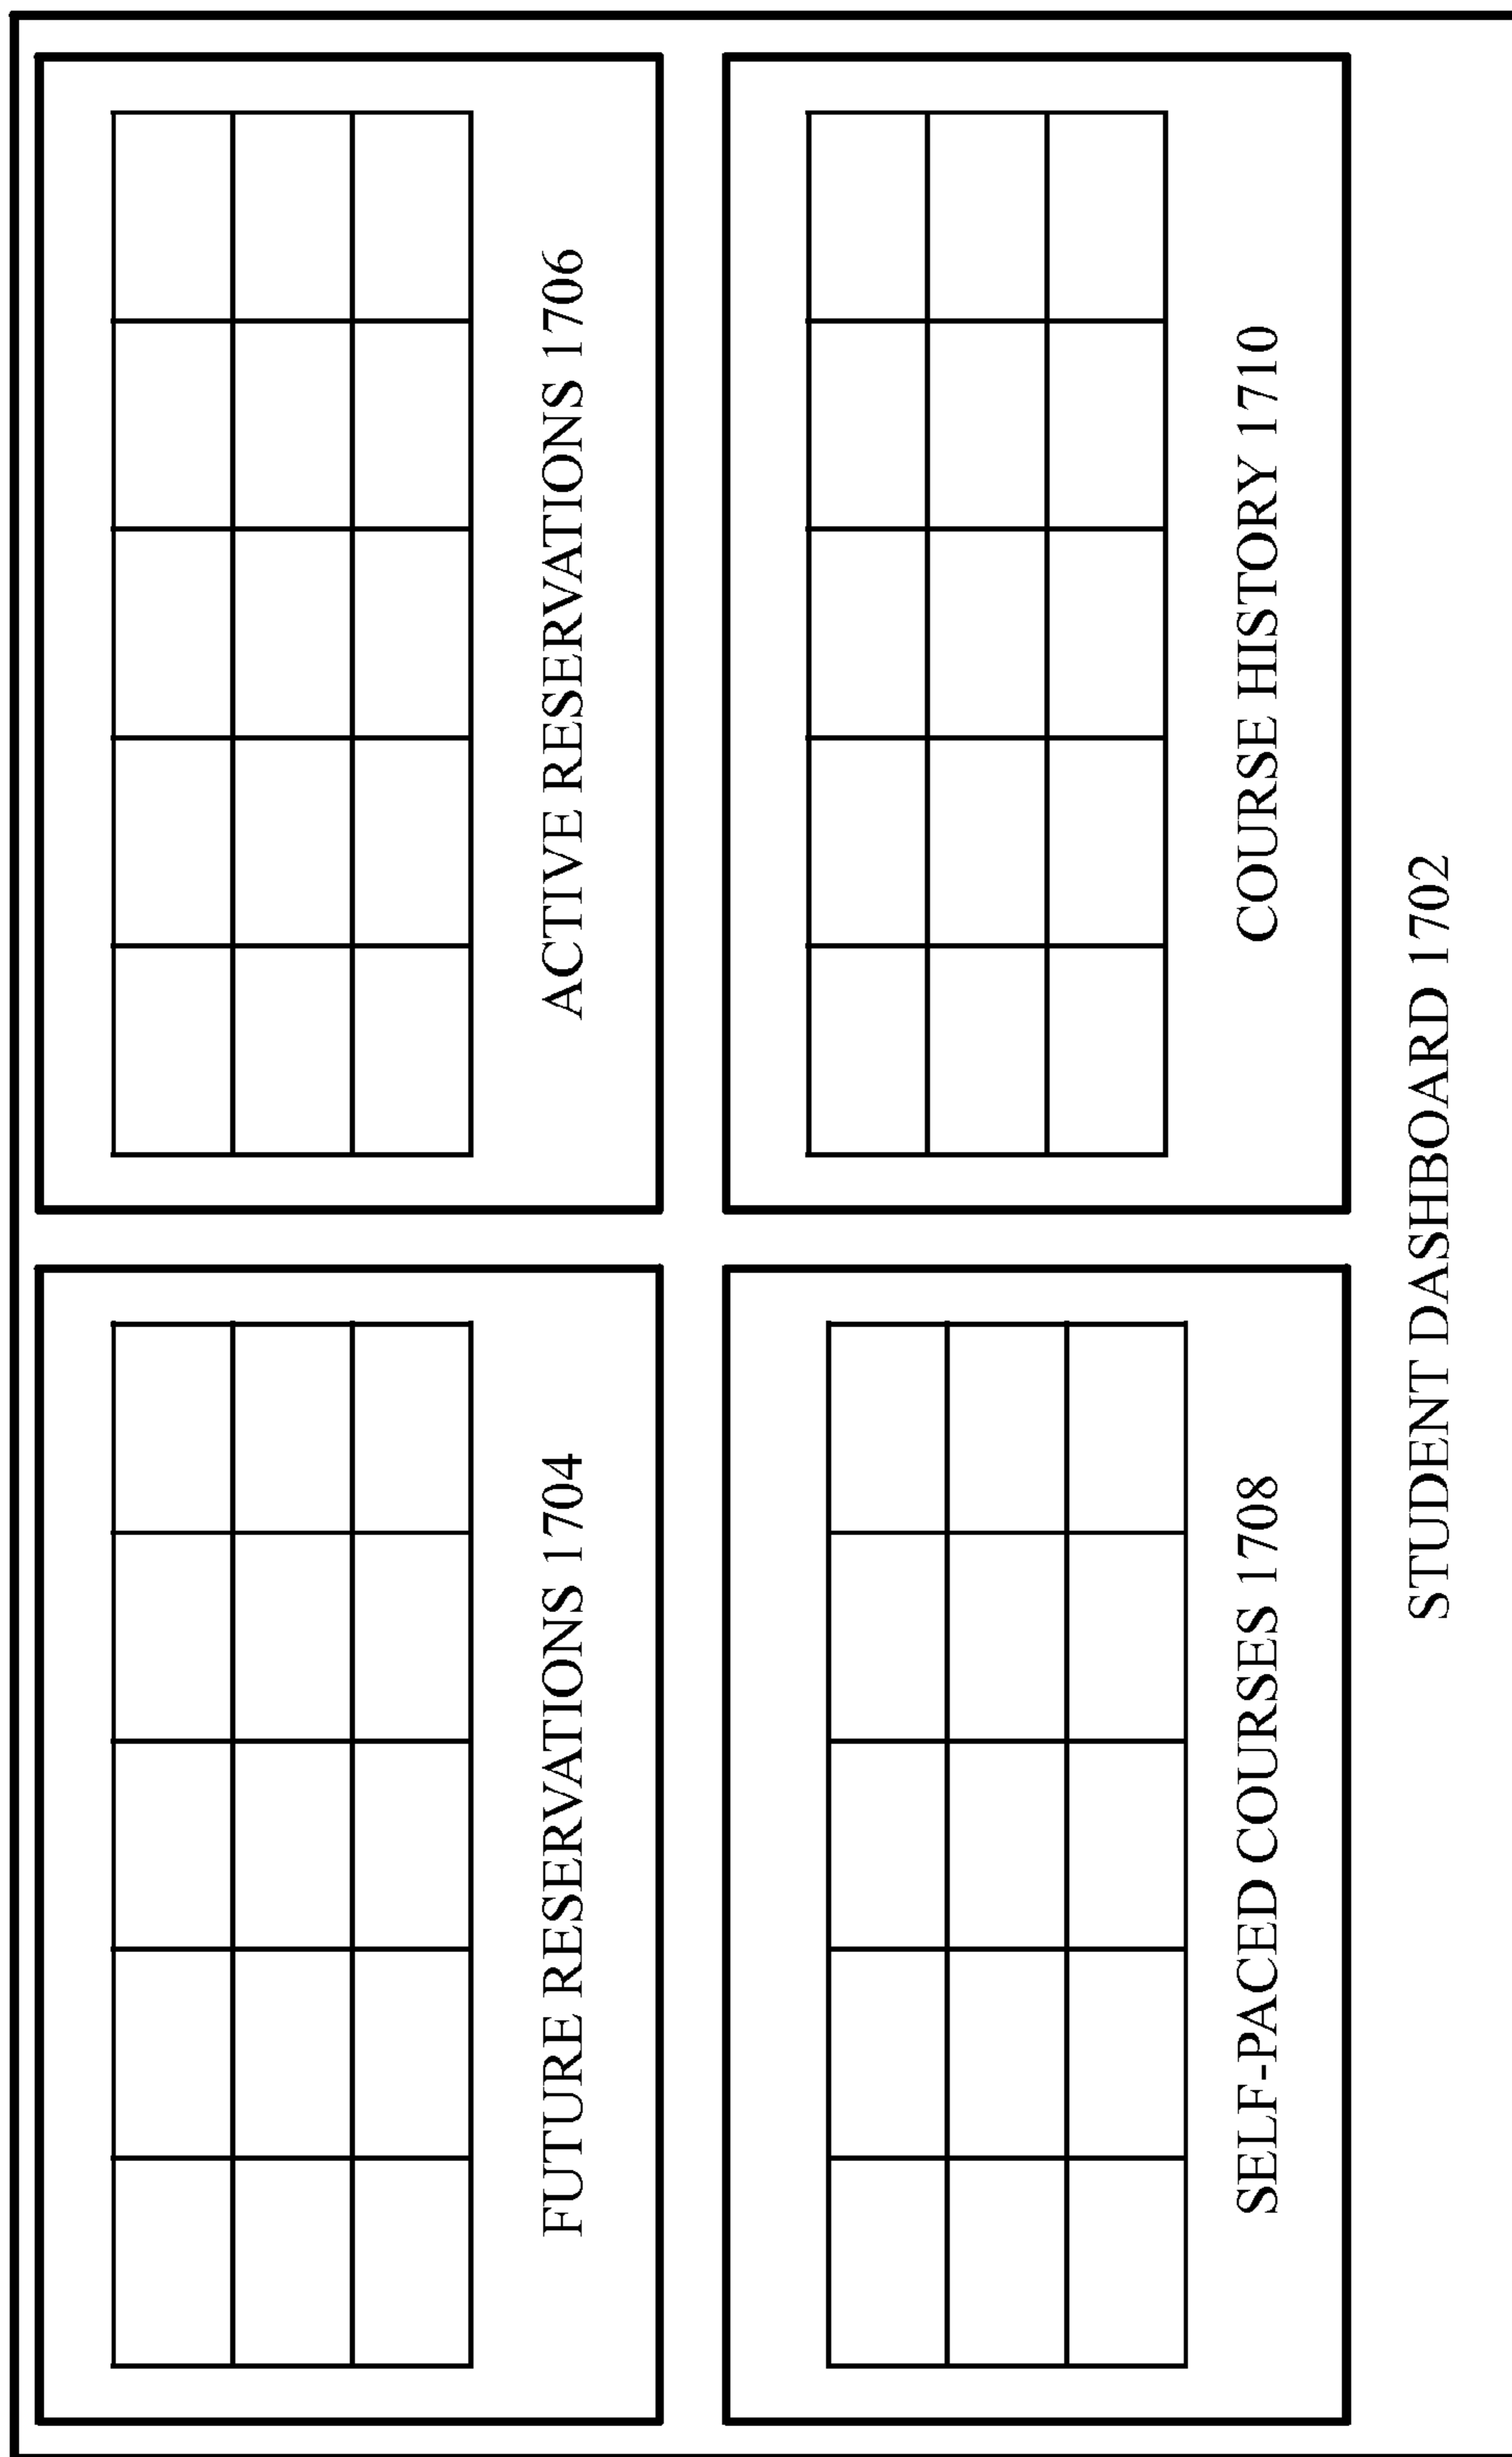 FUTURE RESERVATIONS 1704
ACTIVE RESERVATIONS 1706
SELF-PACED COURSES 1708
COURSE HISTORY 1710
STUDENT DASHBOARD 1702